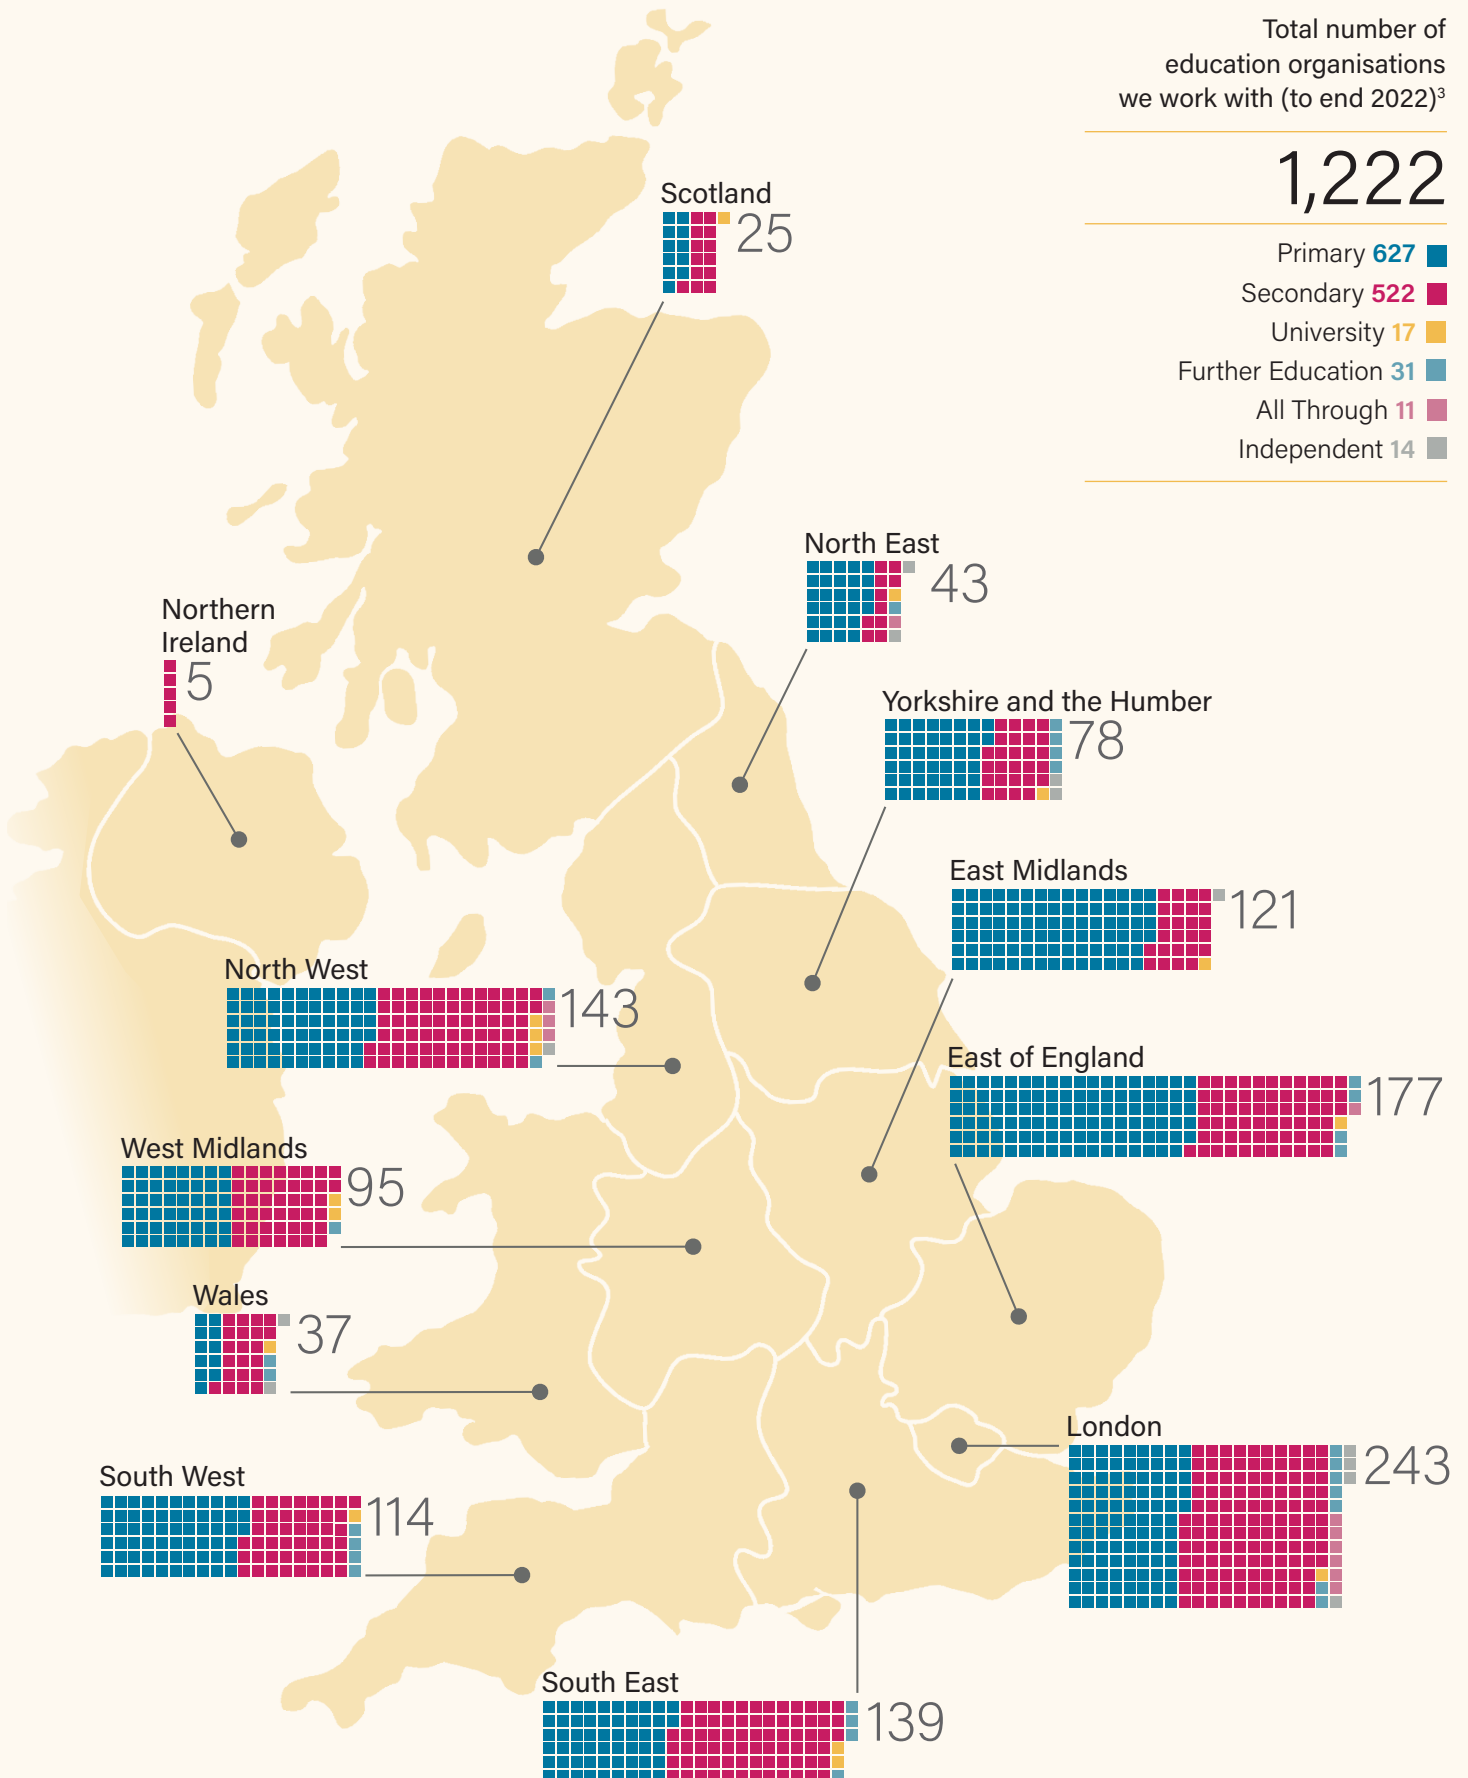 Total number of
education organisations
we work with (to end 2022)³
1,222
Primary 627
Secondary 522
University 17
Further Education 31
All Through 11
Independent 14
Scotland
25
North East
43
Northern
Ireland
5
Yorkshire and the Humber
78
East Midlands
121
North West
143
East of England
177
West Midlands
95
Wales
37
London
243
South West
114
South East
139